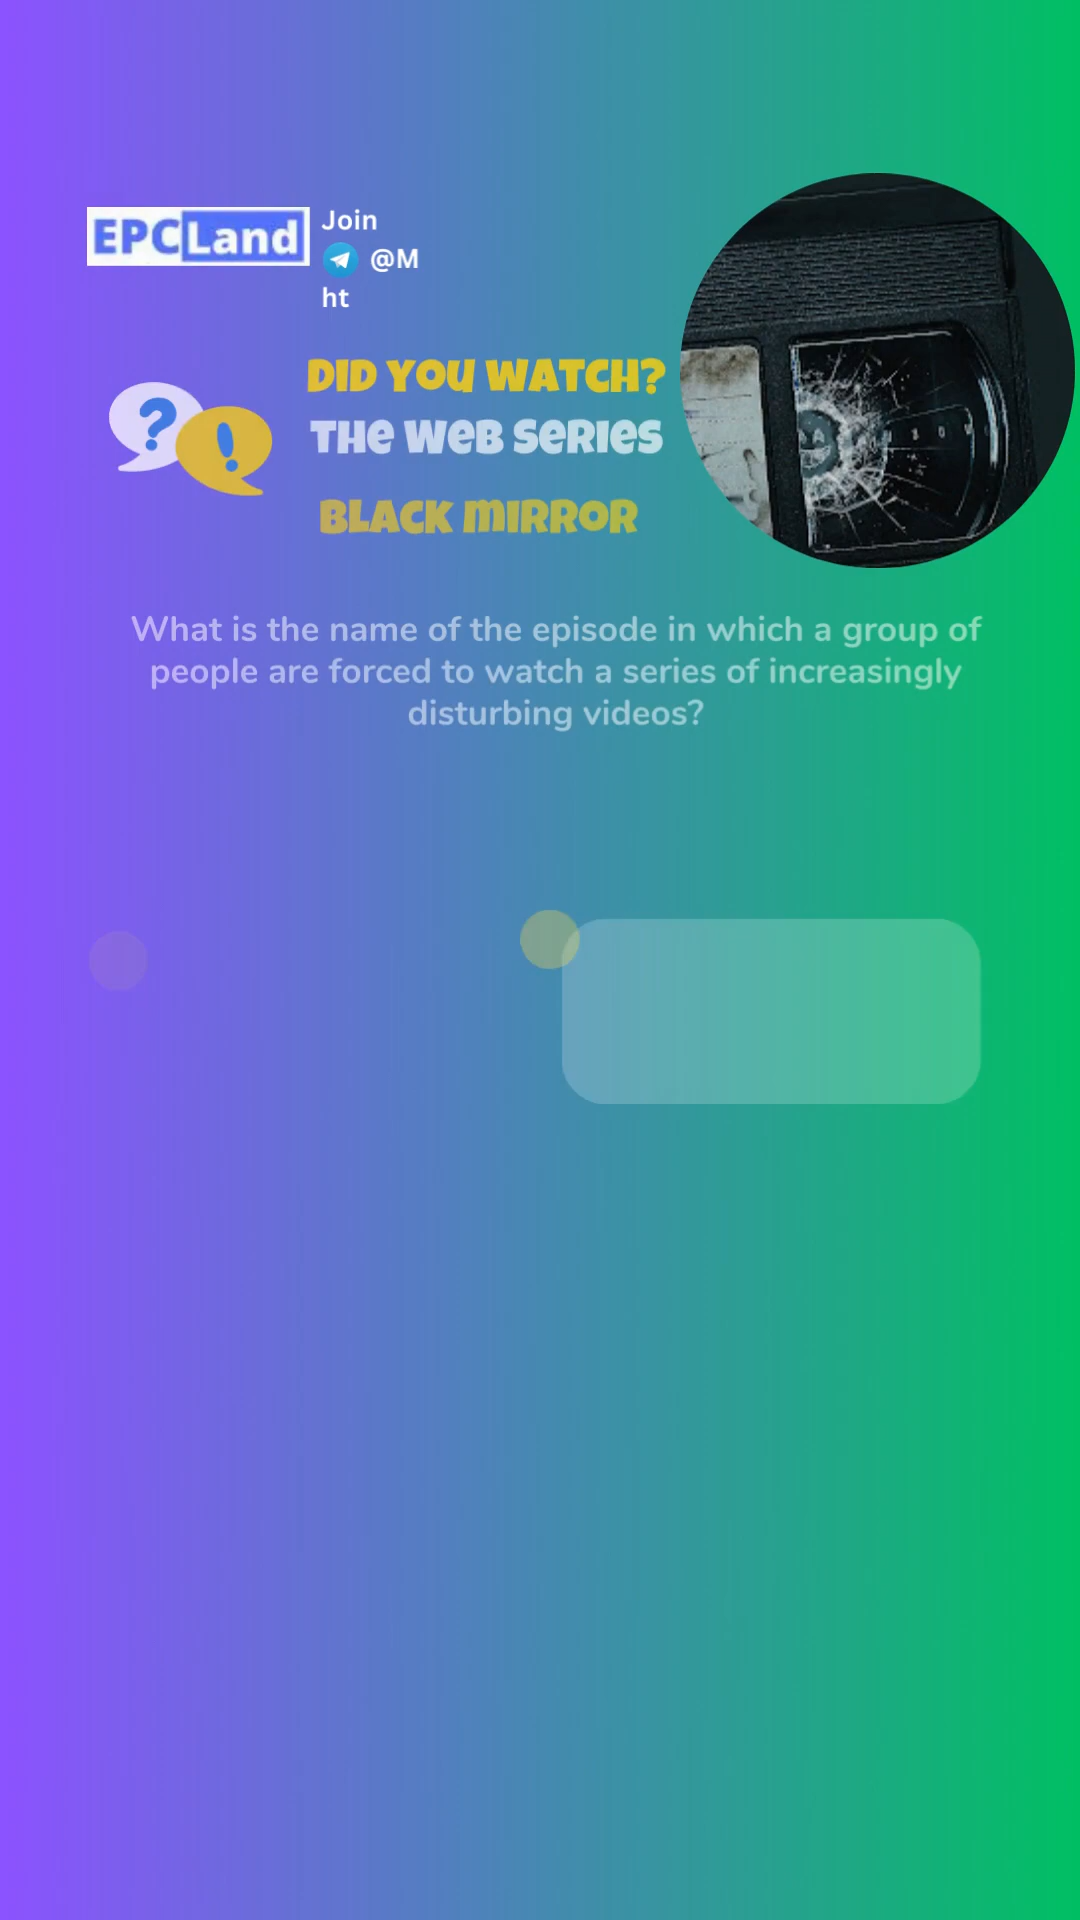 EPCLand
Join
@M
ht
DID YOU WATCH?
THE WEB SERIES
BLACK MIRROR
What is the name of the episode in which a group of
people are forced to watch a series of increasingly
disturbing videos?